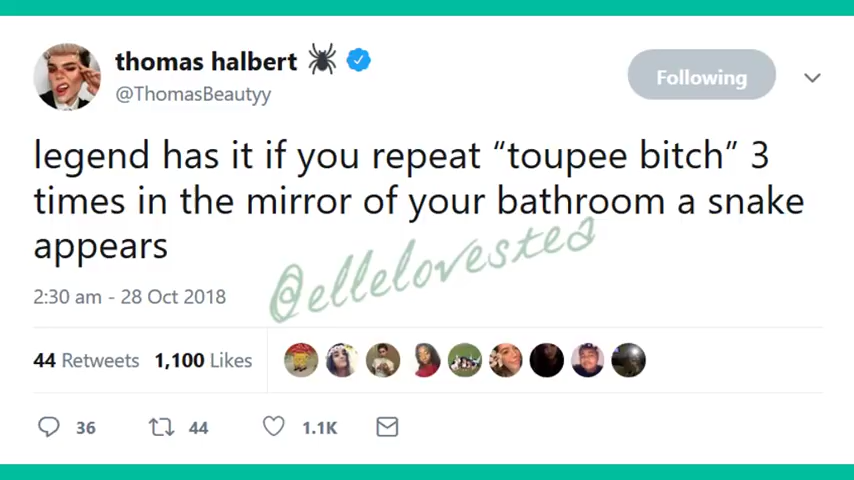 thomas halbert
@ThomasBeautyy
Following
legend has it if you repeat “toupee bitch” 3
times in the mirror of your bathroom a snake
appears
@ellelovestea
2:30 am - 28 Oct 2018
44 Retweets 1,100 Likes
36 44 1.1K